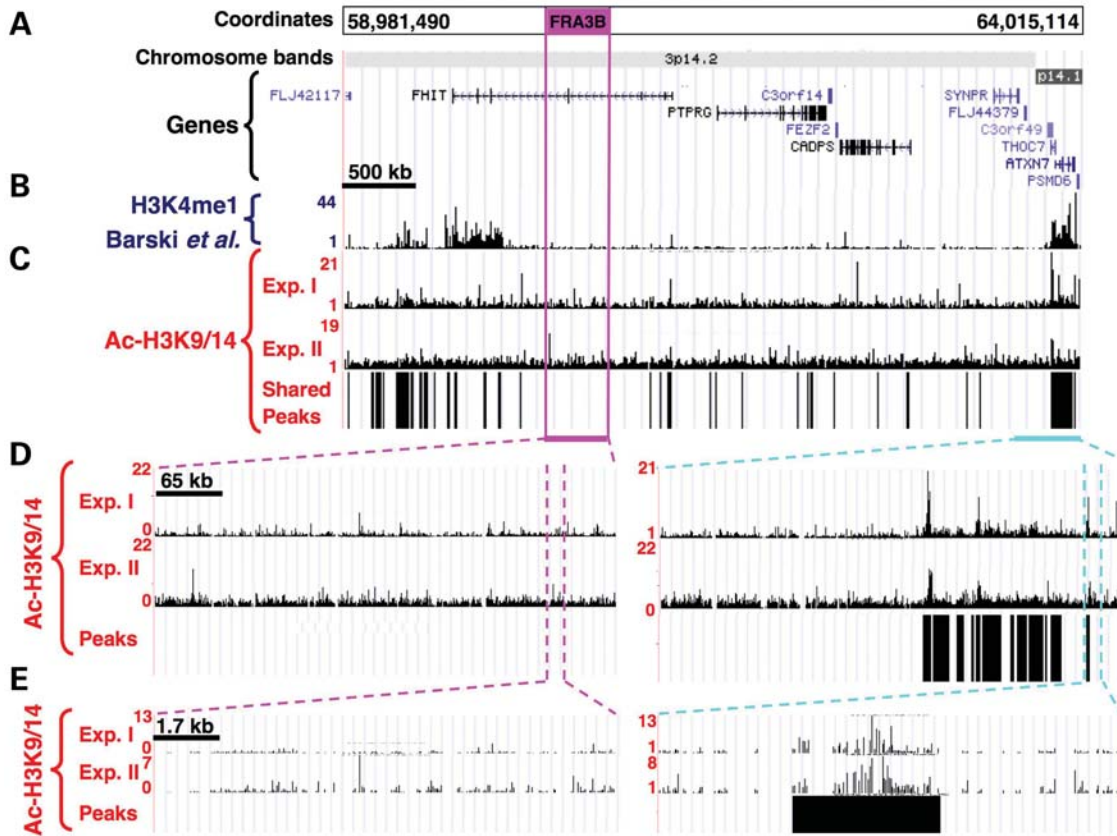 A
Coordinates
58,981,490 FRA3B 64,015,114
Chromosome bands
3p14.2
p14.1
Genes
FLJ42117
FHIT
C3orf14
SYNPR
PTPRG
FLJ44379
FEZF2
C3orf49
CADPS
THOC7
ATXN7
PSMD6
500 kb
B
H3K4me1
Barski et al.
44
1
C
Ac-H3K9/14
Exp. I
21
1
Exp. II
19
1
Shared
Peaks
D
Ac-H3K9/14
65 kb
Exp. I
22
0
Exp. II
22
0
Peaks
21
1
22
0
E
Ac-H3K9/14
1.7 kb
Exp. I
13
0
Exp. II
7
0
Peaks
13
1
8
1